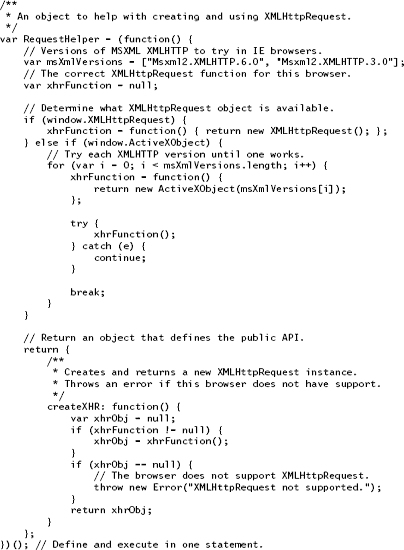 /**
 * An object to help with creating and using XMLHttpRequest.
 */
var RequestHelper = (function() {
    // Versions of MSXML XMLHTTP to try in IE browsers.
    var msXmlVersions = ["Msxml2.XMLHTTP.6.0", "Msxml2.XMLHTTP.3.0"];
    // The correct XMLHttpRequest function for this browser.
    var xhrFunction = null;

    // Determine what XMLHttpRequest object is available.
    if (window.XMLHttpRequest) {
        xhrFunction = function() { return new XMLHttpRequest(); };
    } else if (window.ActiveXObject) {
        // Try each XMLHTTP version until one works.
        for (var i = 0; i < msXmlVersions.length; i++) {
            xhrFunction = function() {
                return new ActiveXObject(msXmlVersions[i]);
            };

            try {
                xhrFunction();
            } catch (e) {
                continue;
            }

            break;
        }
    }

    // Return an object that defines the public API.
    return {
        /**
         * Creates and returns a new XMLHttpRequest instance.
         * Throws an error if this browser does not have support.
         */
        createXHR: function() {
            var xhrObj = null;
            if (xhrFunction != null) {
                xhrObj = xhrFunction();
            }
            if (xhrObj == null) {
                // The browser does not support XMLHttpRequest.
                throw new Error("XMLHttpRequest not supported.");
            }
            return xhrObj;
        }
    };
})(); // Define and execute in one statement.